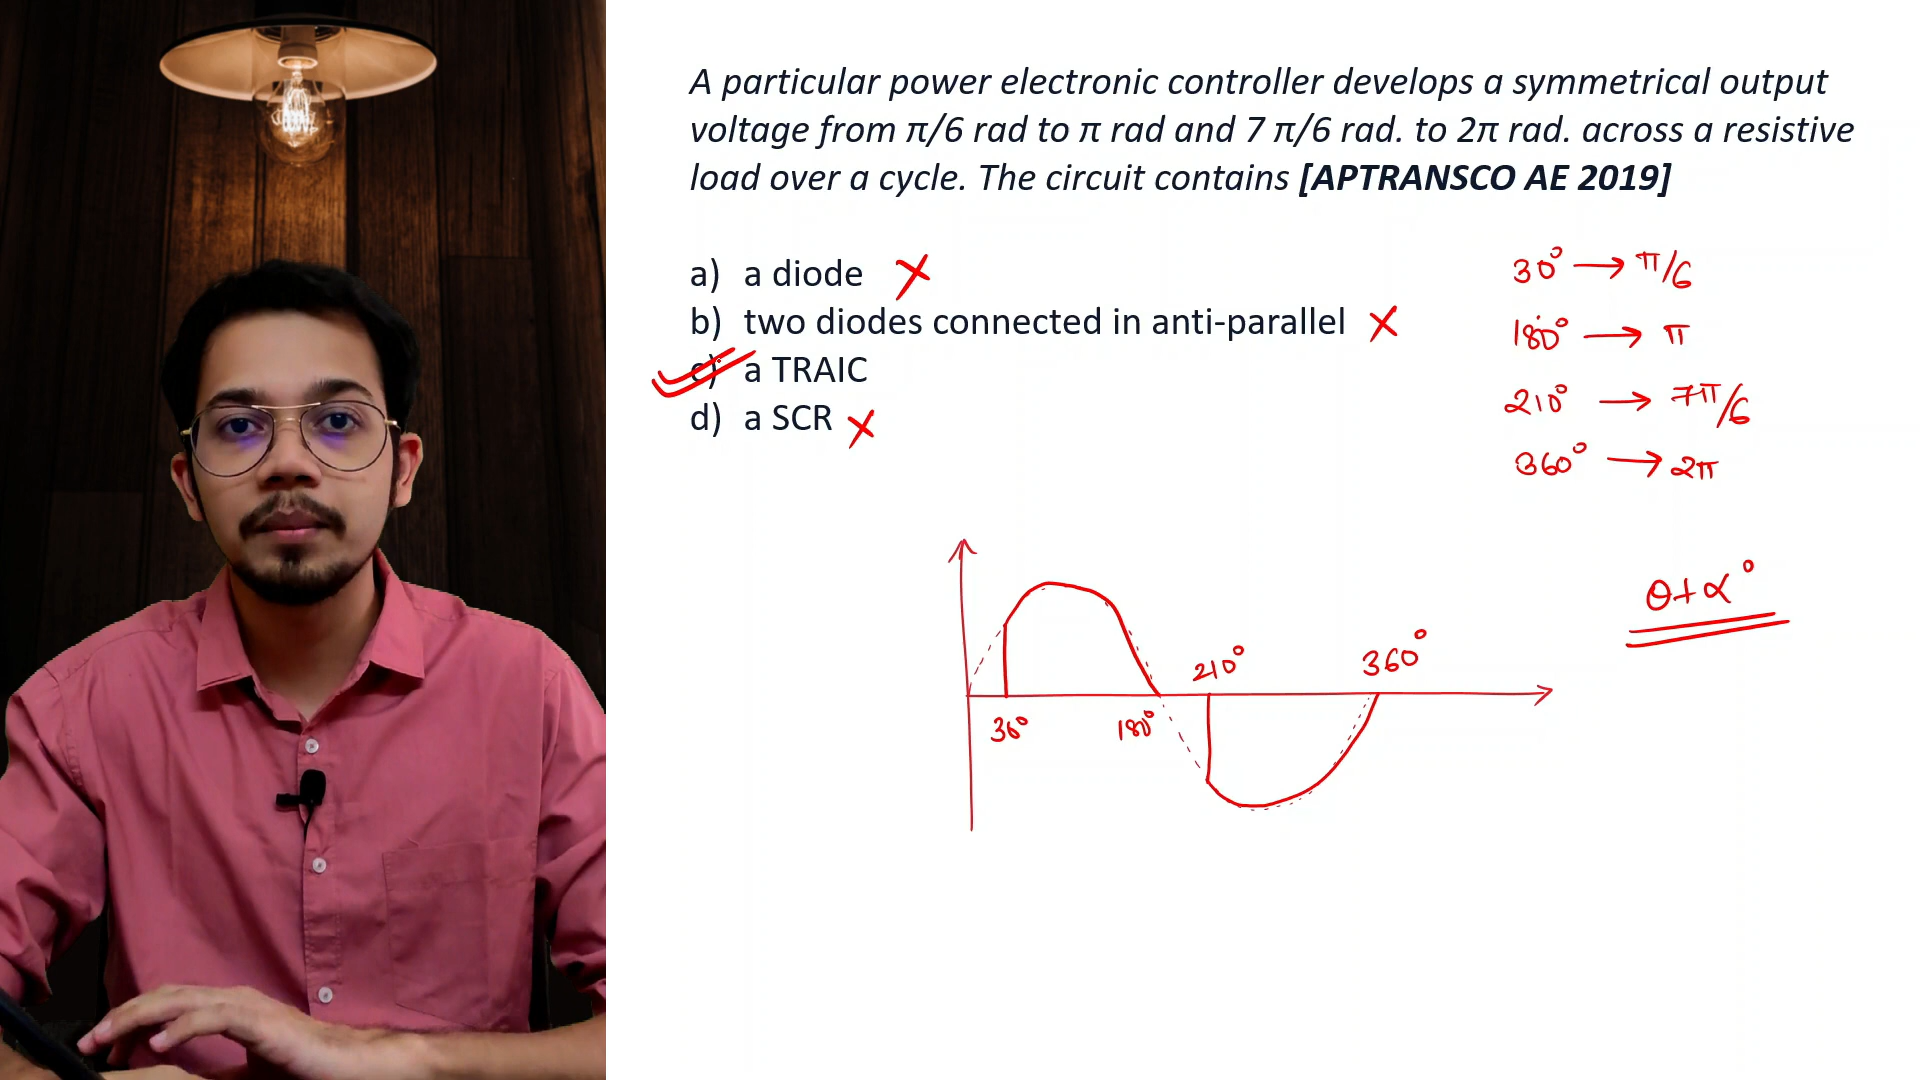 A particular power electronic controller develops a symmetrical output
voltage from π/6 rad to π rad and 7 π/6 rad. to 2π rad. across a resistive
load over a cycle. The circuit contains [APTRANSCO AE 2019]
a) a diode ✗
b) two diodes connected in anti-parallel ✗
c) a TRAIC
d) a SCR ✗
30° → π/6
180° → π
210° → 7π/6
360° → 2π
θ+α°
210°
360°
30°
180°